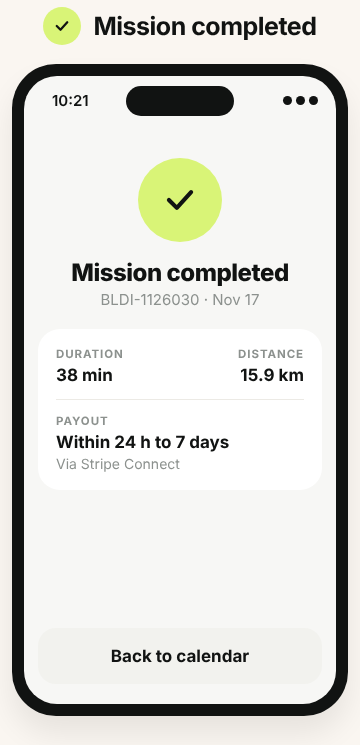 Mission completed
10:21
Mission completed
BLDI-1126030 · Nov 17
DURATION DISTANCE
38 min 15.9 km
PAYOUT
Within 24 h to 7 days
Via Stripe Connect
Back to calendar